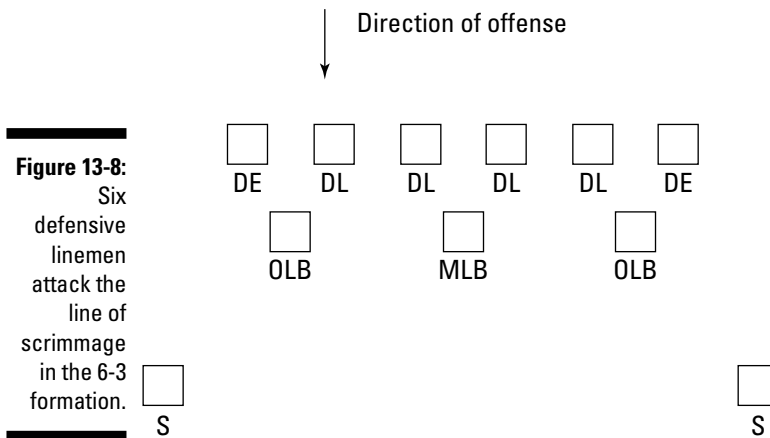 Direction of offense
Figure 13-8:
Six
defensive
linemen
attack the
line of
scrimmage
in the 6-3
formation.
DE DL DL DL DL DE
OLB MLB OLB
S S